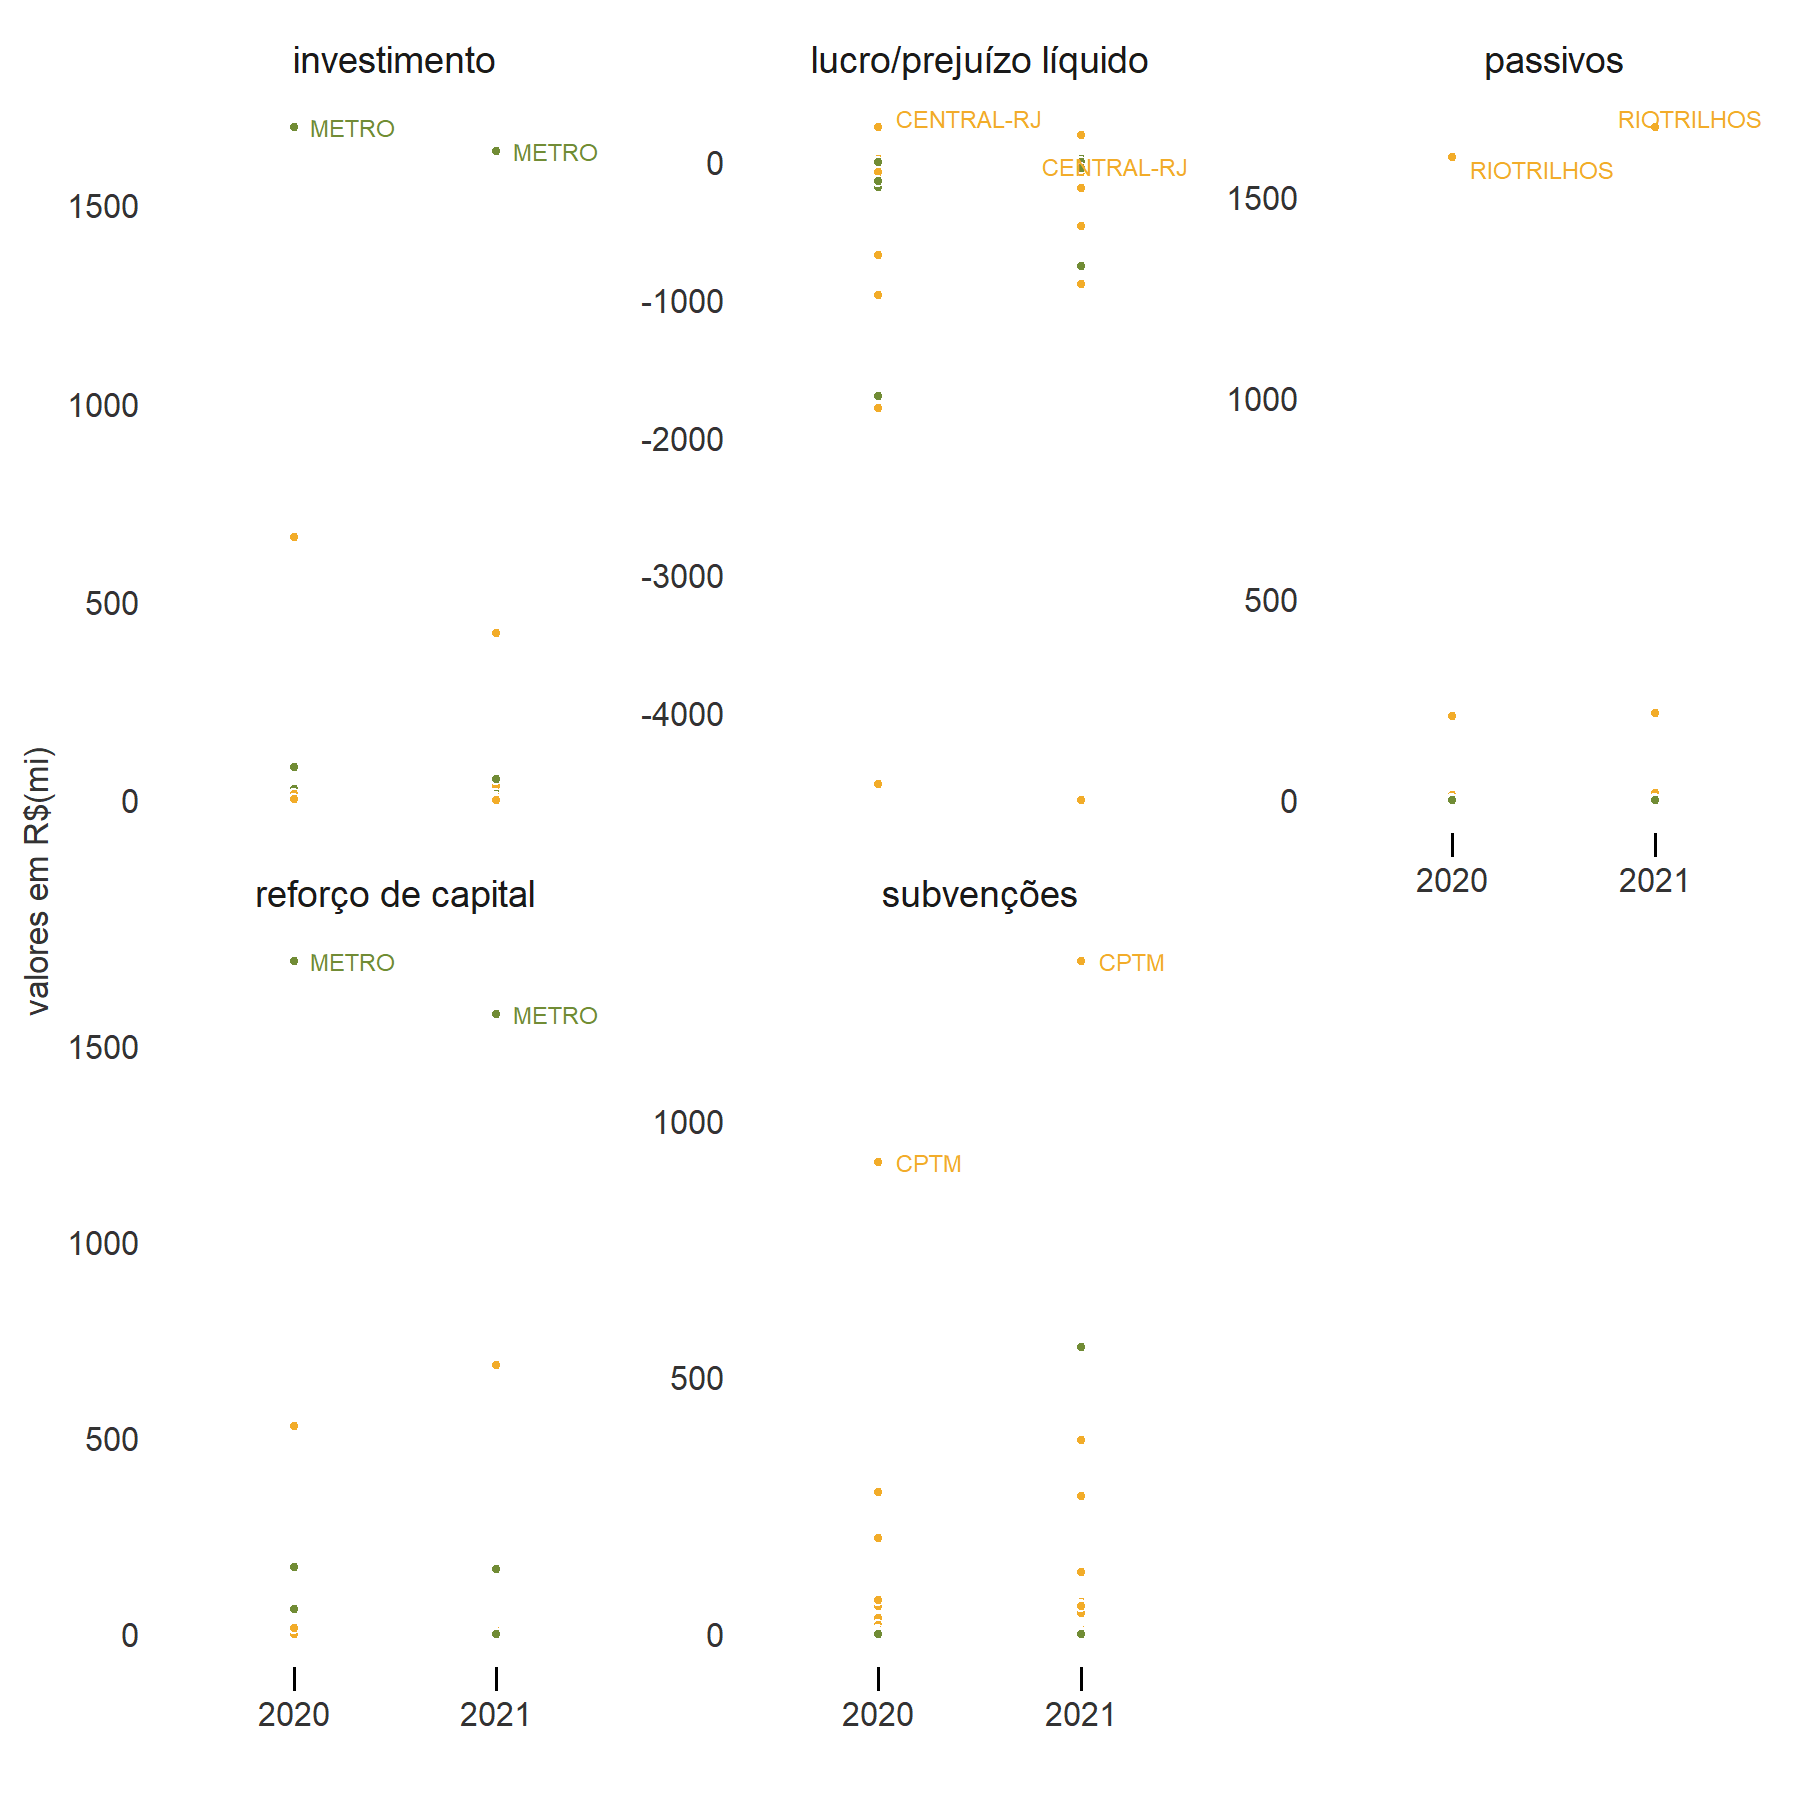 investimento
METRO
METRO
1500
1000
500
0
lucro/prejuízo líquido
CENTRAL-RJ
CENTRAL-RJ
0
-1000
-2000
-3000
-4000
passivos
RIOTRILHOS
RIOTRILHOS
1500
1000
500
0
2020
2021
valores em R$(mi)
reforço de capital
METRO
METRO
1500
1000
500
0
2020
2021
subvenções
CPTM
CPTM
1000
500
0
2020
2021